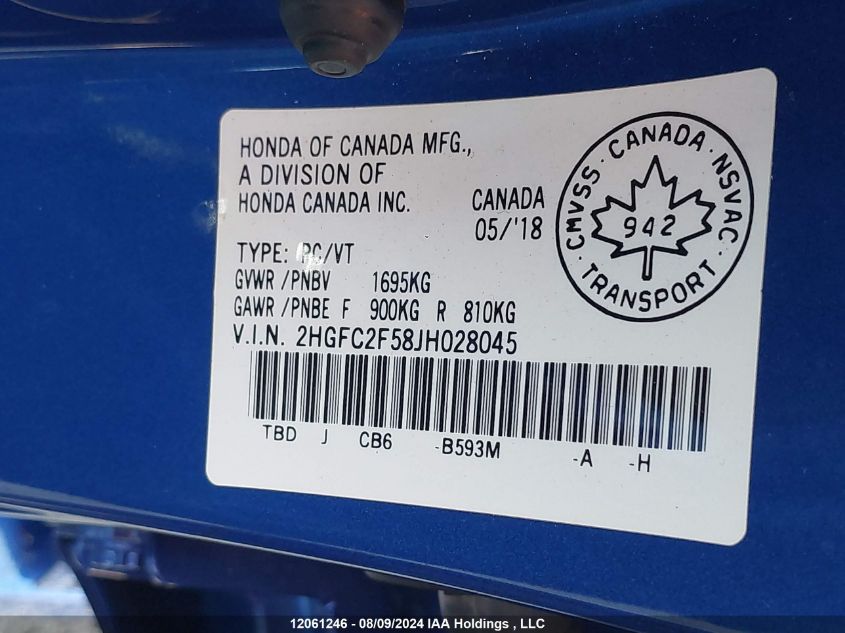 HONDA OF CANADA MFG.,
A DIVISION OF
HONDA CANADA INC.
CANADA
05/'18
TYPE: PC/VT
GVWR /PNBV 1695KG
GAWR /PNBE F 900KG R 810KG
V.I.N. 2HGFC2F58JH028045
TBD J CB6 -B593M -A -H
CMVSS · CANADA · NSVAC · TRANSPORT ·
942
12061246 - 08/09/2024 IAA Holdings , LLC